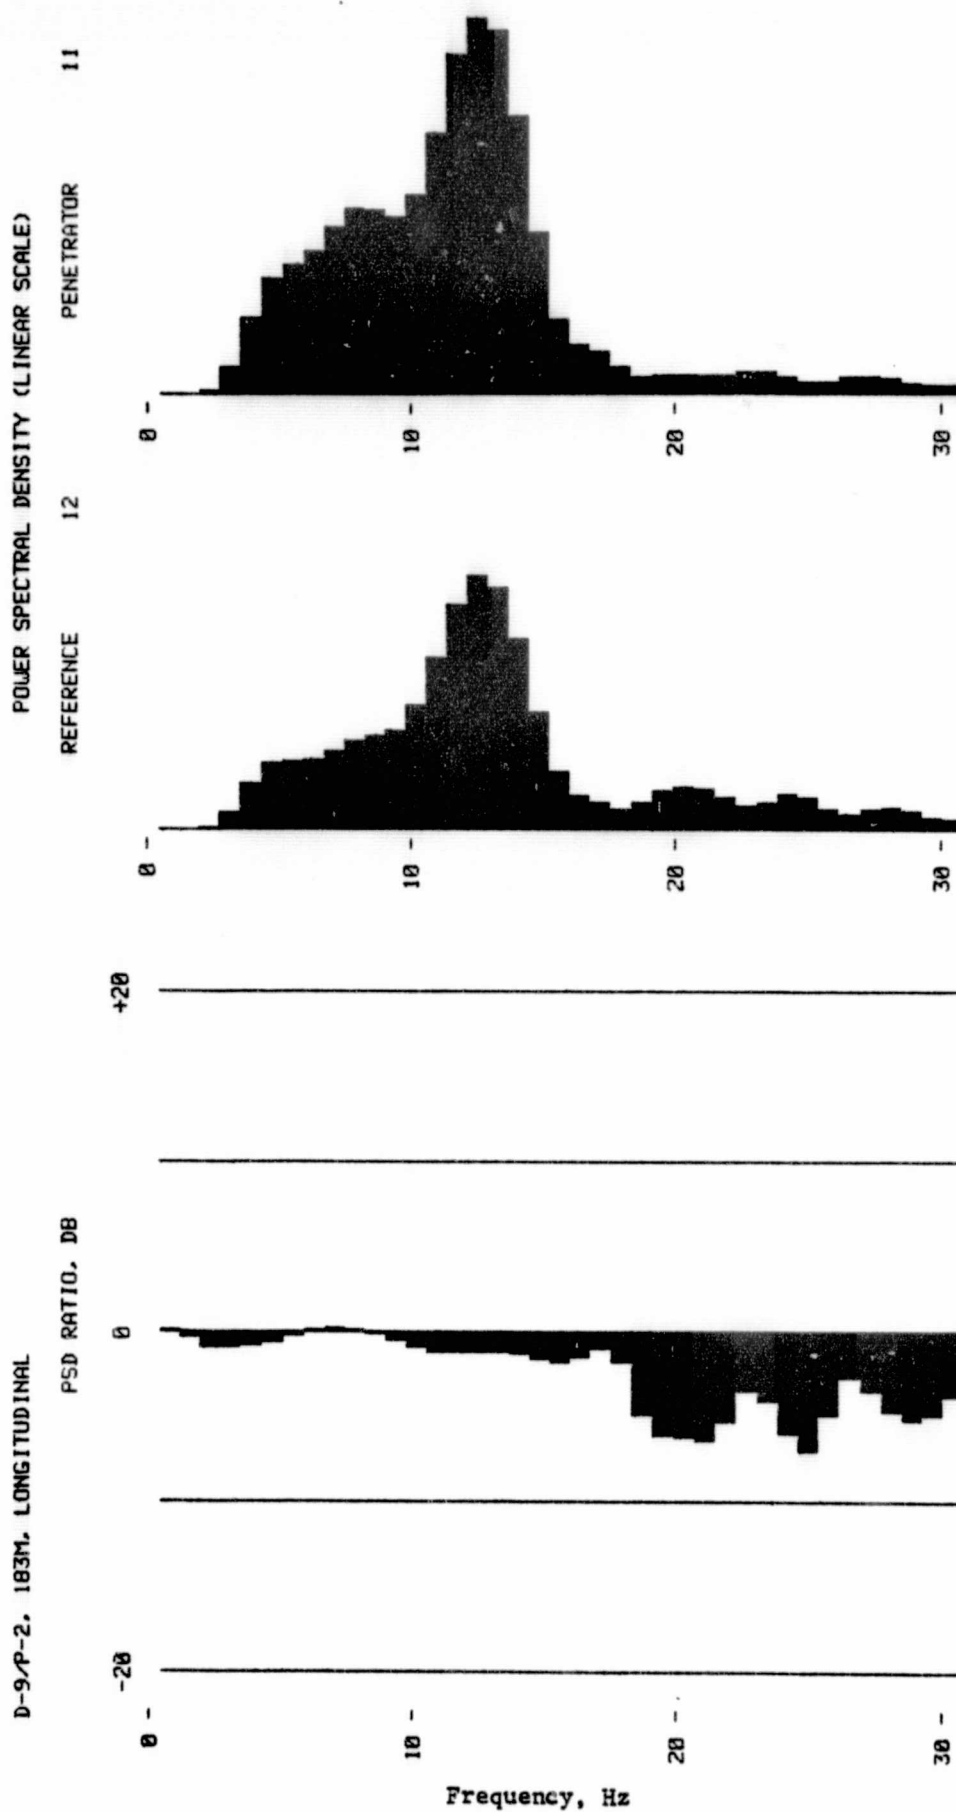 D-9/P-2, 183M, LONGITUDINAL
POWER SPECTRAL DENSITY (LINEAR SCALE)
PSD RATIO, DB
REFERENCE 12
PENETRATOR 11
-20
0
+20
0
10
20
30
0
10
20
30
0
10
20
30
Frequency, Hz